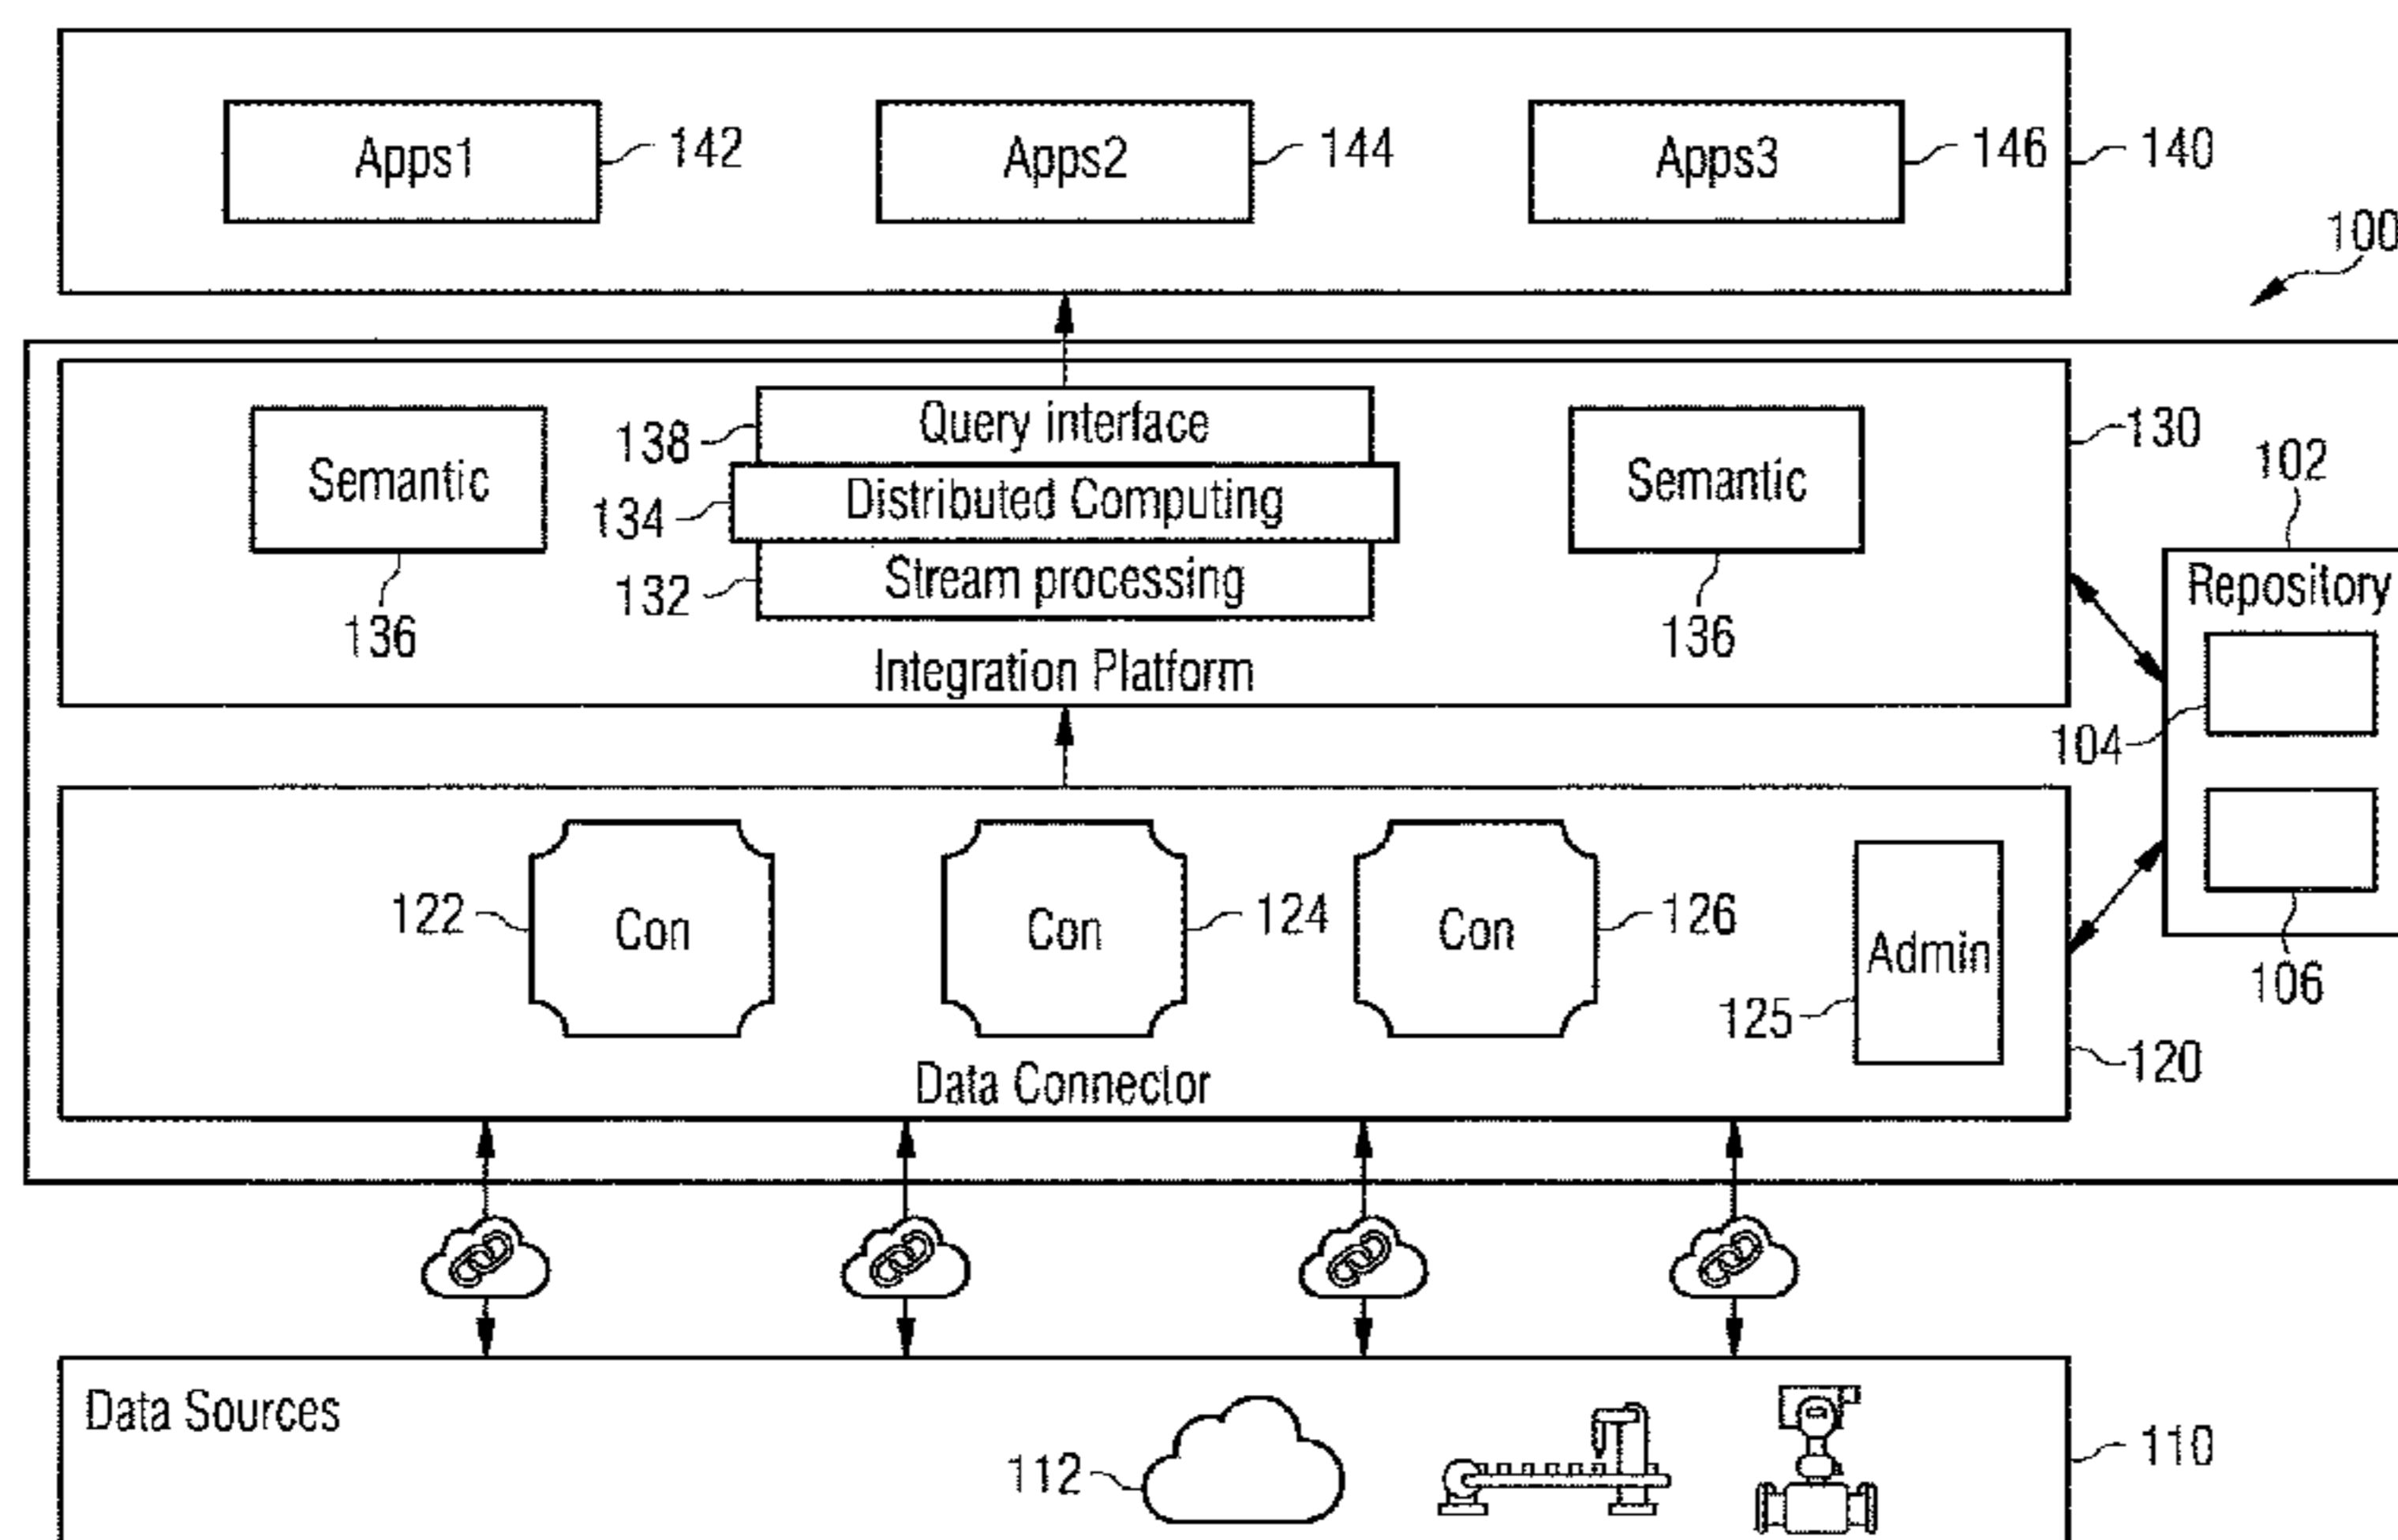 Apps1
142
Apps2
144
Apps3
146
140
100
Semantic
136
138
Query interface
134
Distributed Computing
132
Stream processing
Semantic
136
Integration Platform
130
102
Repository
104
106
122
Con
Con
124
Con
126
Admin
125
Data Connector
120
Data Sources
112
110